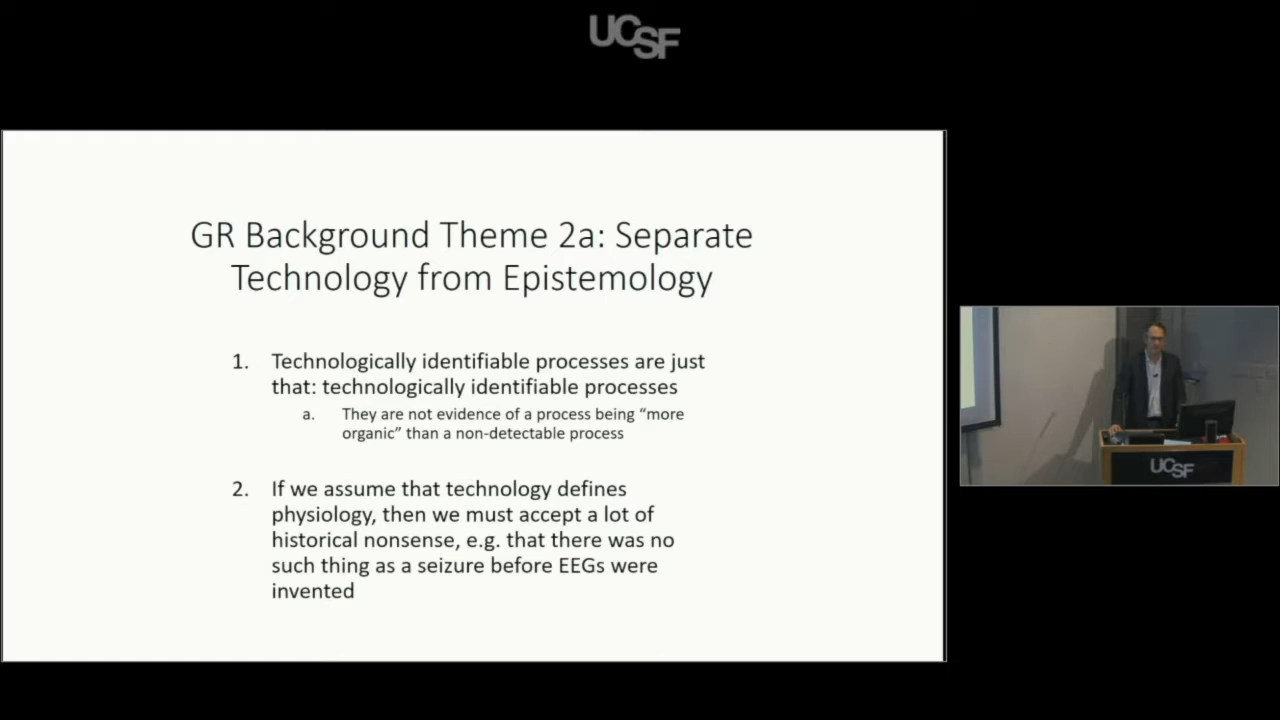 UCSF
GR Background Theme 2a: Separate
Technology from Epistemology
1. Technologically identifiable processes are just
that: technologically identifiable processes
a. They are not evidence of a process being “more
organic” than a non-detectable process
2. If we assume that technology defines
physiology, then we must accept a lot of
historical nonsense, e.g. that there was no
such thing as a seizure before EEGs were
invented
UCSF